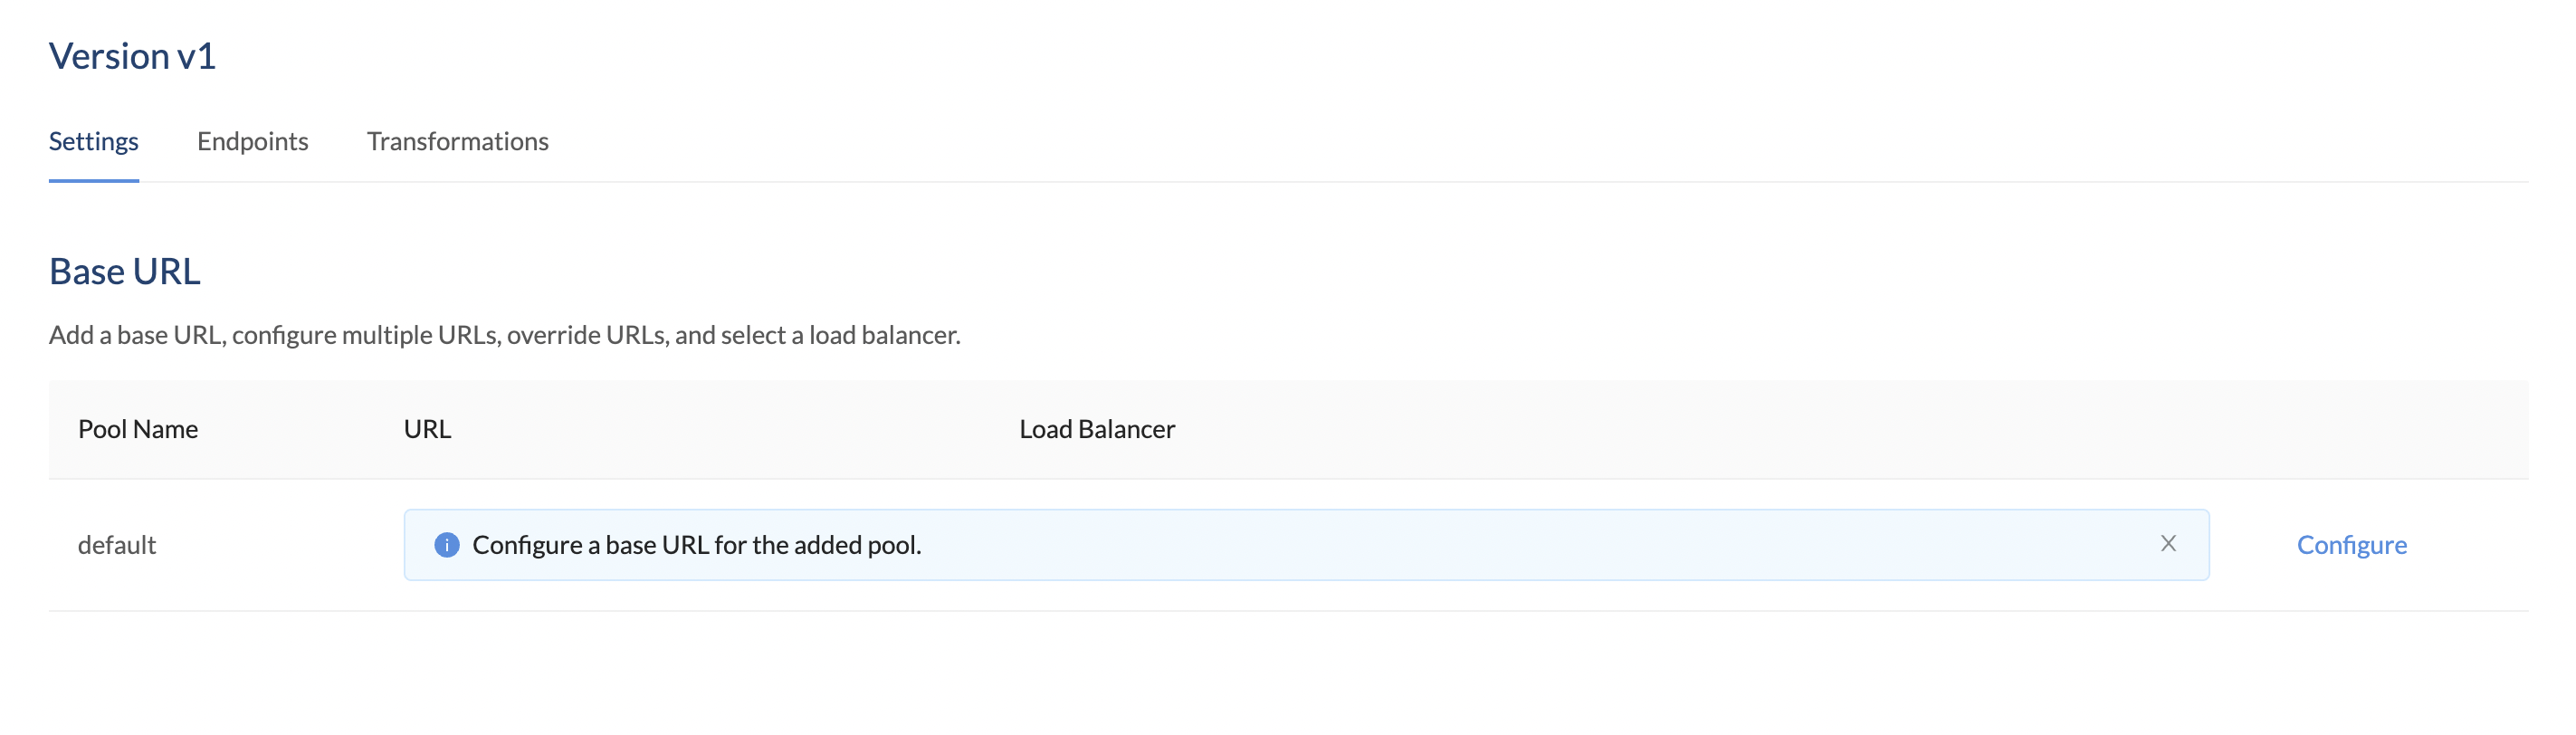 Version v1
Settings Endpoints Transformations
Base URL
Add a base URL, configure multiple URLs, override URLs, and select a load balancer.
Pool Name URL Load Balancer
default Configure a base URL for the added pool. Configure